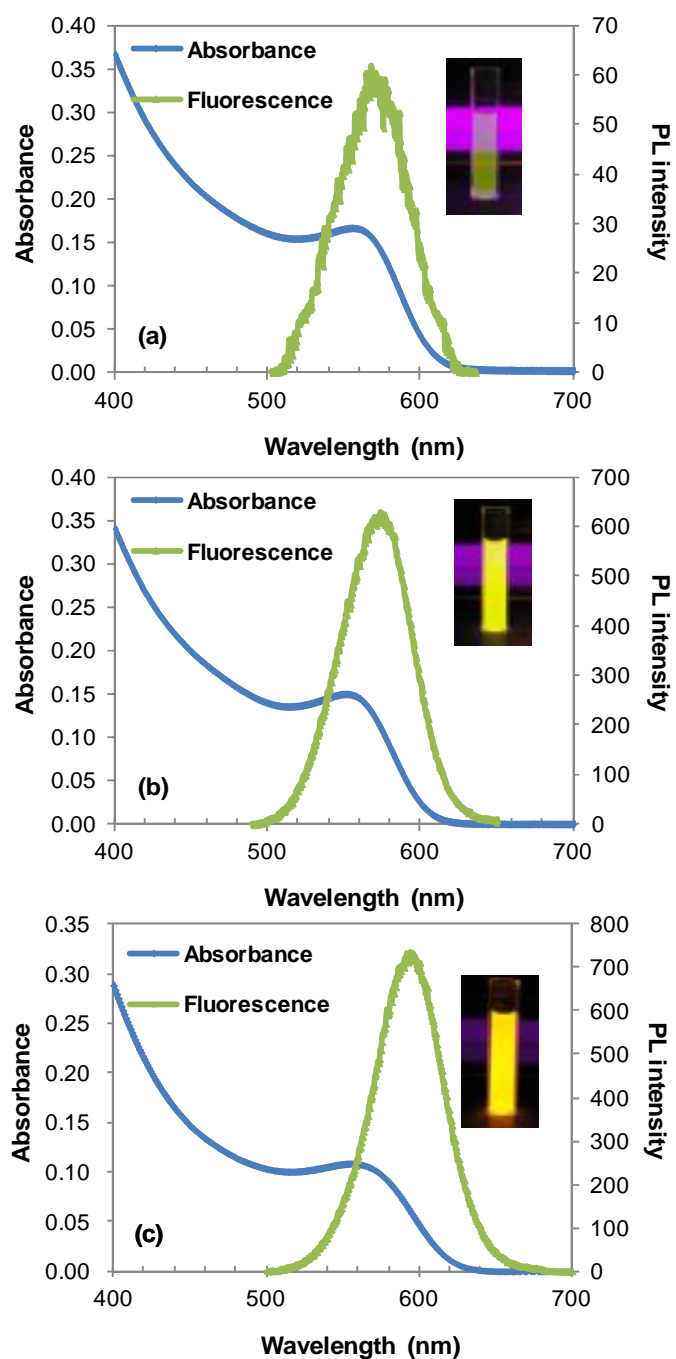 0.40
0.35
0.30
0.25
0.20
0.15
0.10
0.05
0.00
Absorbance
Absorbance
Fluorescence
(a)
70
60
50
40
30
20
10
0
PL intensity
400 500 600 700
Wavelength (nm)
0.40
0.35
0.30
0.25
0.20
0.15
0.10
0.05
0.00
Absorbance
Absorbance
Fluorescence
(b)
700
600
500
400
300
200
100
0
PL intensity
400 500 600 700
Wavelength (nm)
0.35
0.30
0.25
0.20
0.15
0.10
0.05
0.00
Absorbance
Absorbance
Fluorescence
(c)
800
700
600
500
400
300
200
100
0
PL intensity
400 500 600 700
Wavelength (nm)